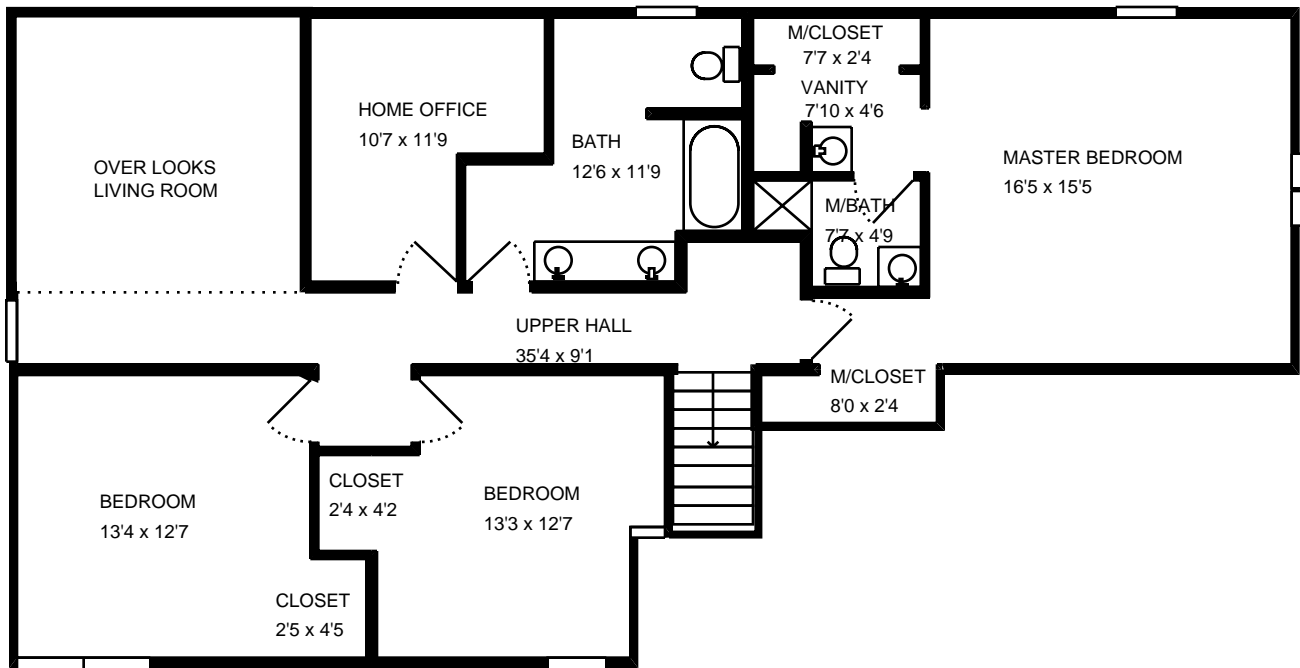 M/CLOSET
7'7 x 2'4
VANITY
7'10 x 4'6
HOME OFFICE
10'7 x 11'9
BATH
12'6 x 11'9
OVER LOOKS
LIVING ROOM
MASTER BEDROOM
16'5 x 15'5
M/BATH
7'7 x 4'9
UPPER HALL
35'4 x 9'1
M/CLOSET
8'0 x 2'4
BEDROOM
13'4 x 12'7
CLOSET
2'4 x 4'2
BEDROOM
13'3 x 12'7
CLOSET
2'5 x 4'5